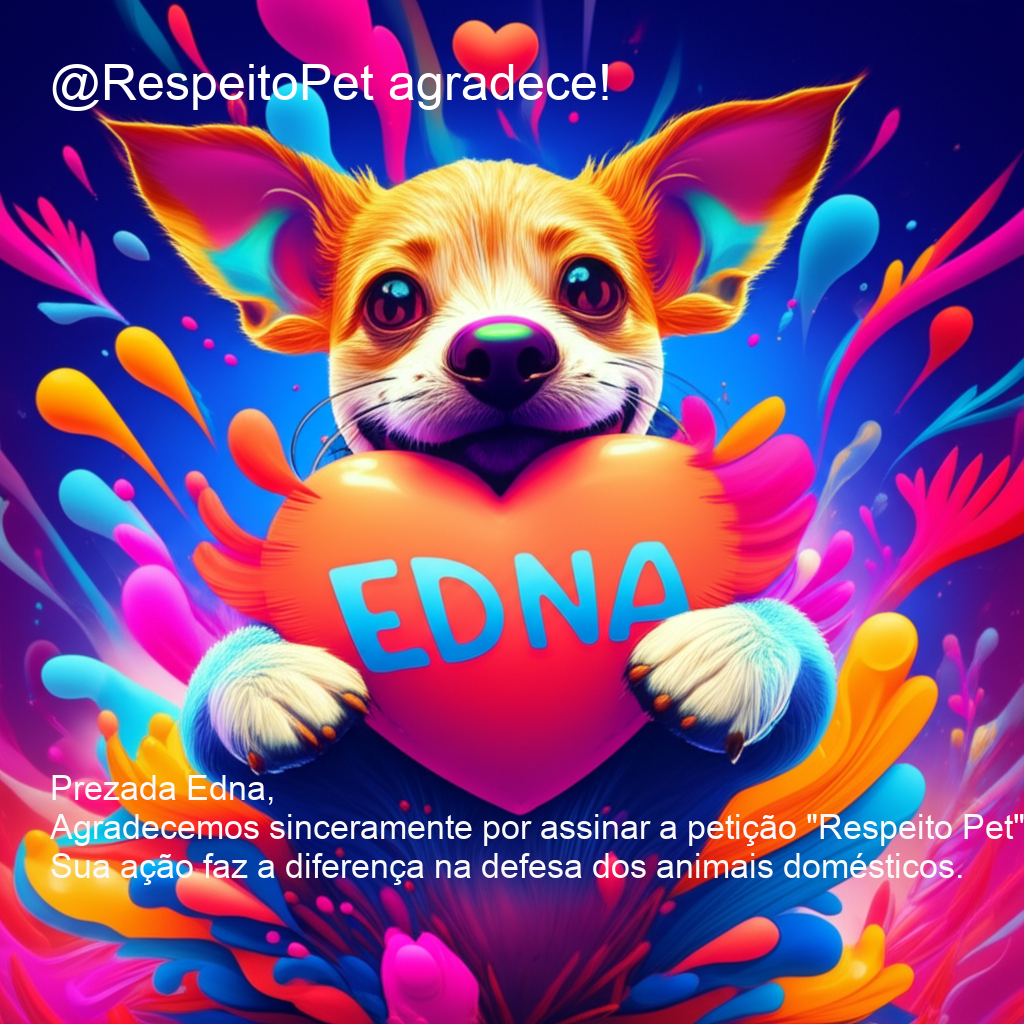 @RespeitoPet agradece!
EDNA
Prezada Edna,
Agradecemos sinceramente por assinar a petição "Respeito Pet"
Sua ação faz a diferença na defesa dos animais domésticos.